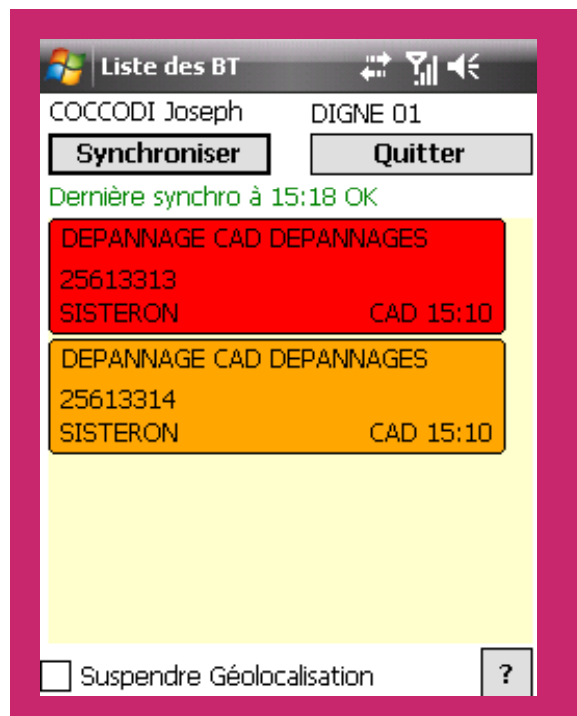 Liste des BT
COCCODI Joseph DIGNE 01
Synchroniser Quitter
Dernière synchro à 15:18 OK
DEPANNAGE CAD DEPANNAGES
25613313
SISTERON CAD 15:10
DEPANNAGE CAD DEPANNAGES
25613314
SISTERON CAD 15:10
Suspendre Géolocalisation ?